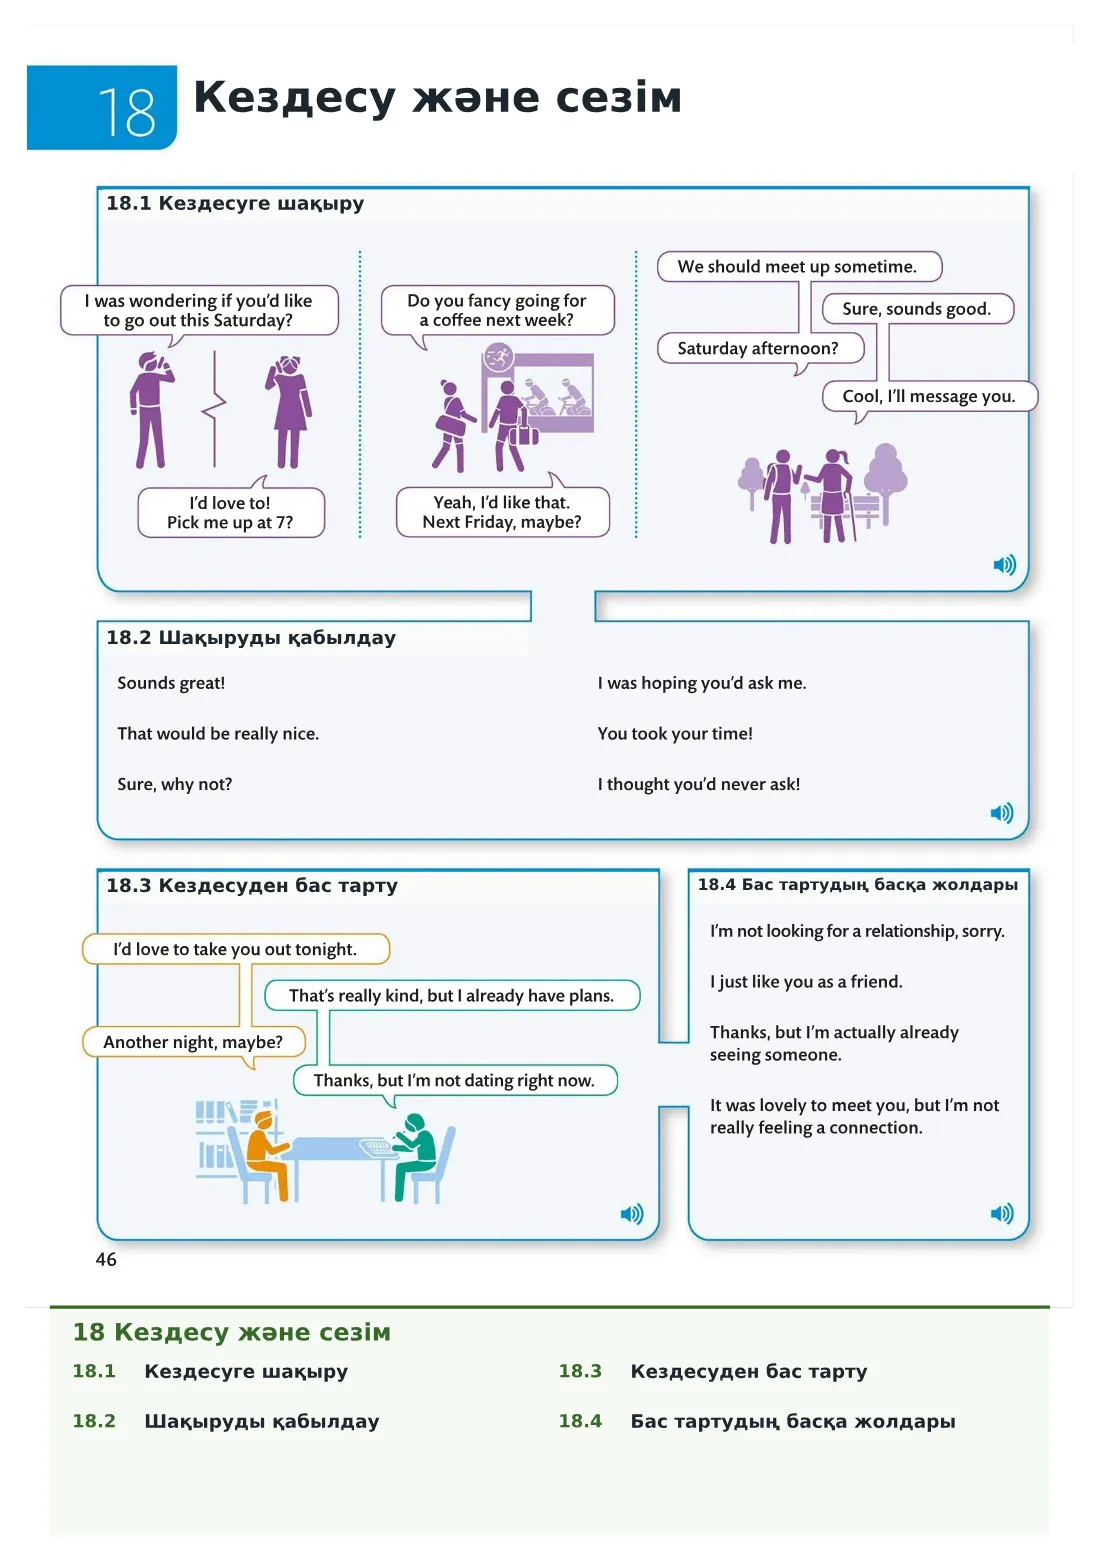 18
Кездесу және сезім
18.1 Кездесуге шақыру
I was wondering if you’d like
to go out this Saturday?
I’d love to!
Pick me up at 7?
Do you fancy going for
a coffee next week?
Yeah, I’d like that.
Next Friday, maybe?
We should meet up sometime.
Sure, sounds good.
Saturday afternoon?
Cool, I’ll message you.
18.2 Шақыруды қабылдау
Sounds great!
That would be really nice.
Sure, why not?
I was hoping you’d ask me.
You took your time!
I thought you’d never ask!
18.3 Кездесуден бас тарту
I’d love to take you out tonight.
That’s really kind, but I already have plans.
Another night, maybe?
Thanks, but I’m not dating right now.
18.4 Бас тартудың басқа жолдары
I’m not looking for a relationship, sorry.
I just like you as a friend.
Thanks, but I’m actually already
seeing someone.
It was lovely to meet you, but I’m not
really feeling a connection.
46
18 Кездесу және сезім
18.1 Кездесуге шақыру
18.2 Шақыруды қабылдау
18.3 Кездесуден бас тарту
18.4 Бас тартудың басқа жолдары